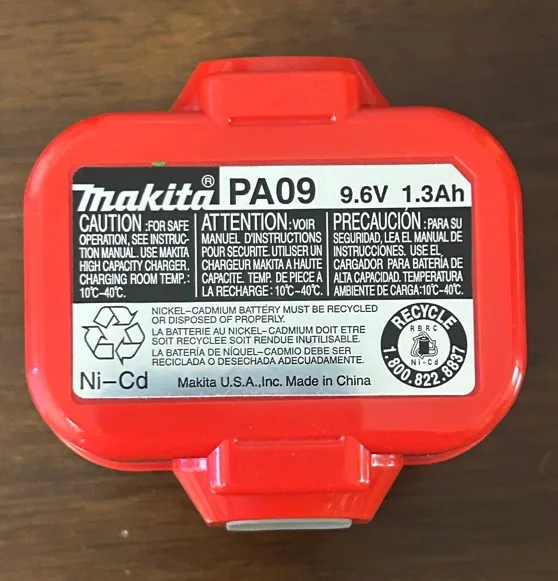 makita® PA09 9.6V 1.3Ah
CAUTION :FOR SAFE
OPERATION, SEE INSTRUC-
TION MANUAL. USE MAKITA
HIGH CAPACITY CHARGER.
CHARGING ROOM TEMP.:
10℃~40℃.
ATTENTION :VOIR
MANUEL D'INSTRUCTIONS
POUR SECURITE. UTILISER UN
CHARGEUR MAKITA A HAUTE
CAPACITE. TEMP. DE PIECE A
LA RECHARGE :10℃~40℃.
PRECAUCIÓN :PARA SU
SEGURIDAD, LEA EL MANUAL DE
INSTRUCCIONES. USE EL
CARGADOR PARA BATERÍA DE
ALTA CAPACIDAD. TEMPERATURA
AMBIENTE DE CARGA:10℃~40℃.
NICKEL-CADMIUM BATTERY MUST BE RECYCLED
OR DISPOSED OF PROPERLY.
LA BATTERIE AU NICKEL-CADMIUM DOIT ETRE
SOIT RECYCLEE SOIT RENDUE INUTILISABLE.
LA BATERÍA DE NÍQUEL-CADMIO DEBE SER
RECICLADA O DESECHADA ADECUADAMENTE.
Ni-Cd
Makita U.S.A.,Inc. Made in China
RECYCLE
RBRC
Ni-Cd
1.800.822.8837